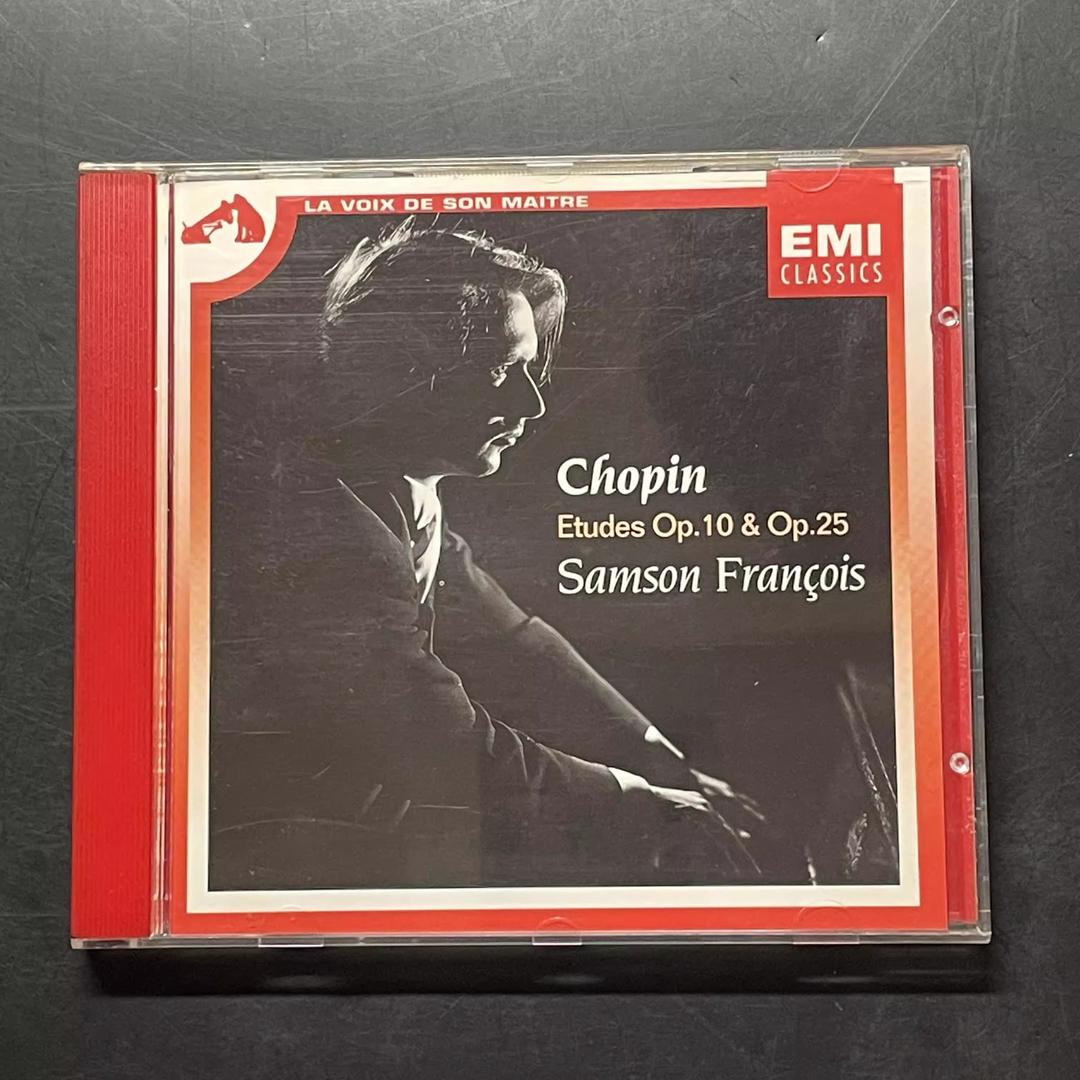 LA VOIX DE SON MAITRE
EMI
CLASSICS
Chopin
Etudes Op.10 & Op.25
Samson François